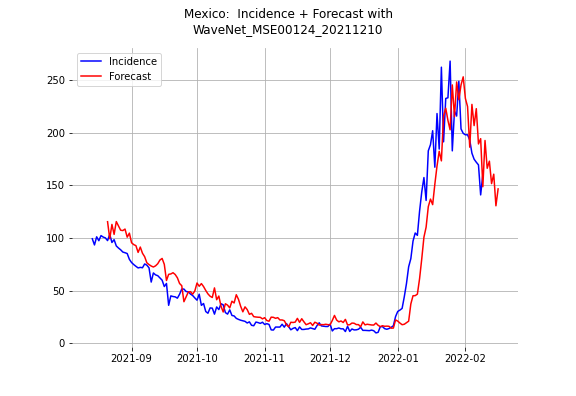 Mexico:  Incidence + Forecast with
WaveNet_MSE00124_20211210
Incidence
Forecast
250
200
150
100
50
0
2021-09 2021-10 2021-11 2021-12 2022-01 2022-02